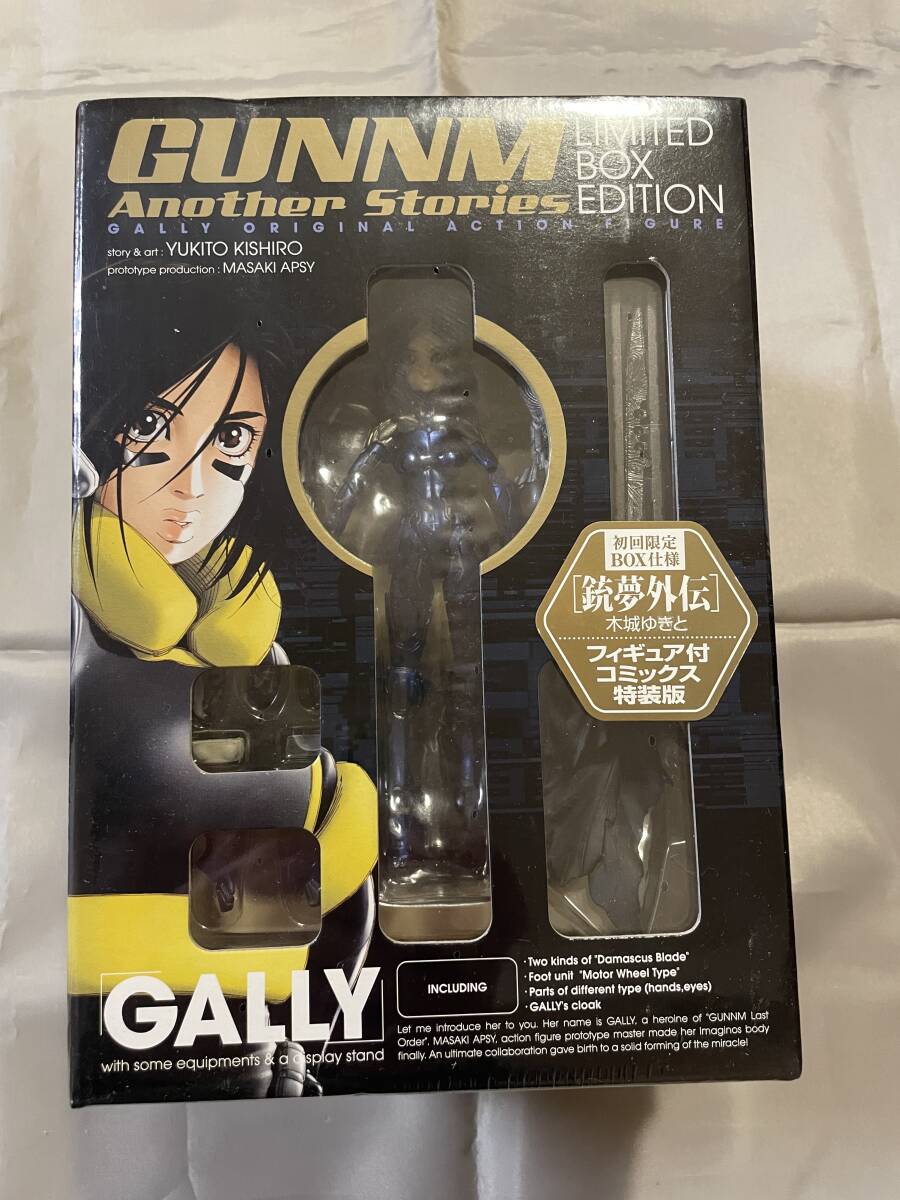 GUNNM
Another Stories
LIMITED
BOX
EDITION
GALLY ORIGINAL ACTION FIGURE
story & art : YUKITO KISHIRO
prototype production : MASAKI APSY
初回限定
BOX仕様
[銃夢外伝]
木城ゆきと
フィギュア付
コミックス
特装版
GALLY
with some equipments & a display stand
INCLUDING
・Two kinds of "Damascus Blade"
・Foot unit "Motor Wheel Type"
・Parts of different type (hands,eyes)
・GALLY's cloak
Let me introduce her to you. Her name is GALLY, a heroine of "GUNNM Last
Order". MASAKI APSY, action figure prototype master made her Imaginos body
finally. An ultimate collaboration gave birth to a solid forming of the miracle!